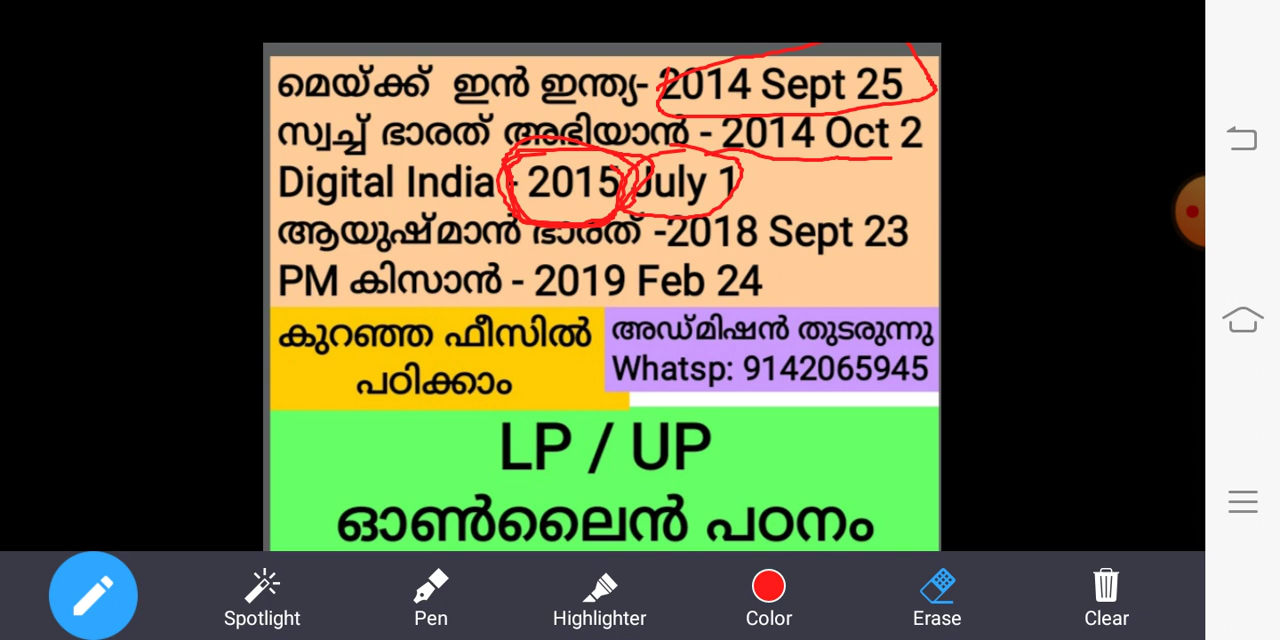 മെയ്ക്ക് ഇൻ ഇന്ത്യ- 2014 Sept 25
സ്വച്ച് ഭാരത് അഭിയാൻ - 2014 Oct 2
Digital India - 2015 July 1
ആയുഷ്മാൻ ഭാരത് -2018 Sept 23
PM കിസാൻ - 2019 Feb 24
കുറഞ്ഞ ഫീസിൽ
പഠിക്കാം
അഡ്മിഷൻ തുടരുന്നു
Whatsp: 9142065945
LP / UP
ഓൺലൈൻ പഠനം
Spotlight Pen Highlighter Color Erase Clear